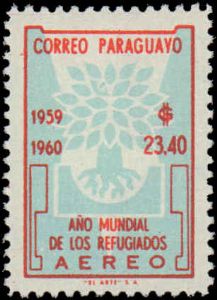 CORREO PARAGUAYO
1959
1960
₲
23.40
AÑO MUNDIAL
DE LOS REFUGIADOS
AEREO
"EL ARTE" S.A.